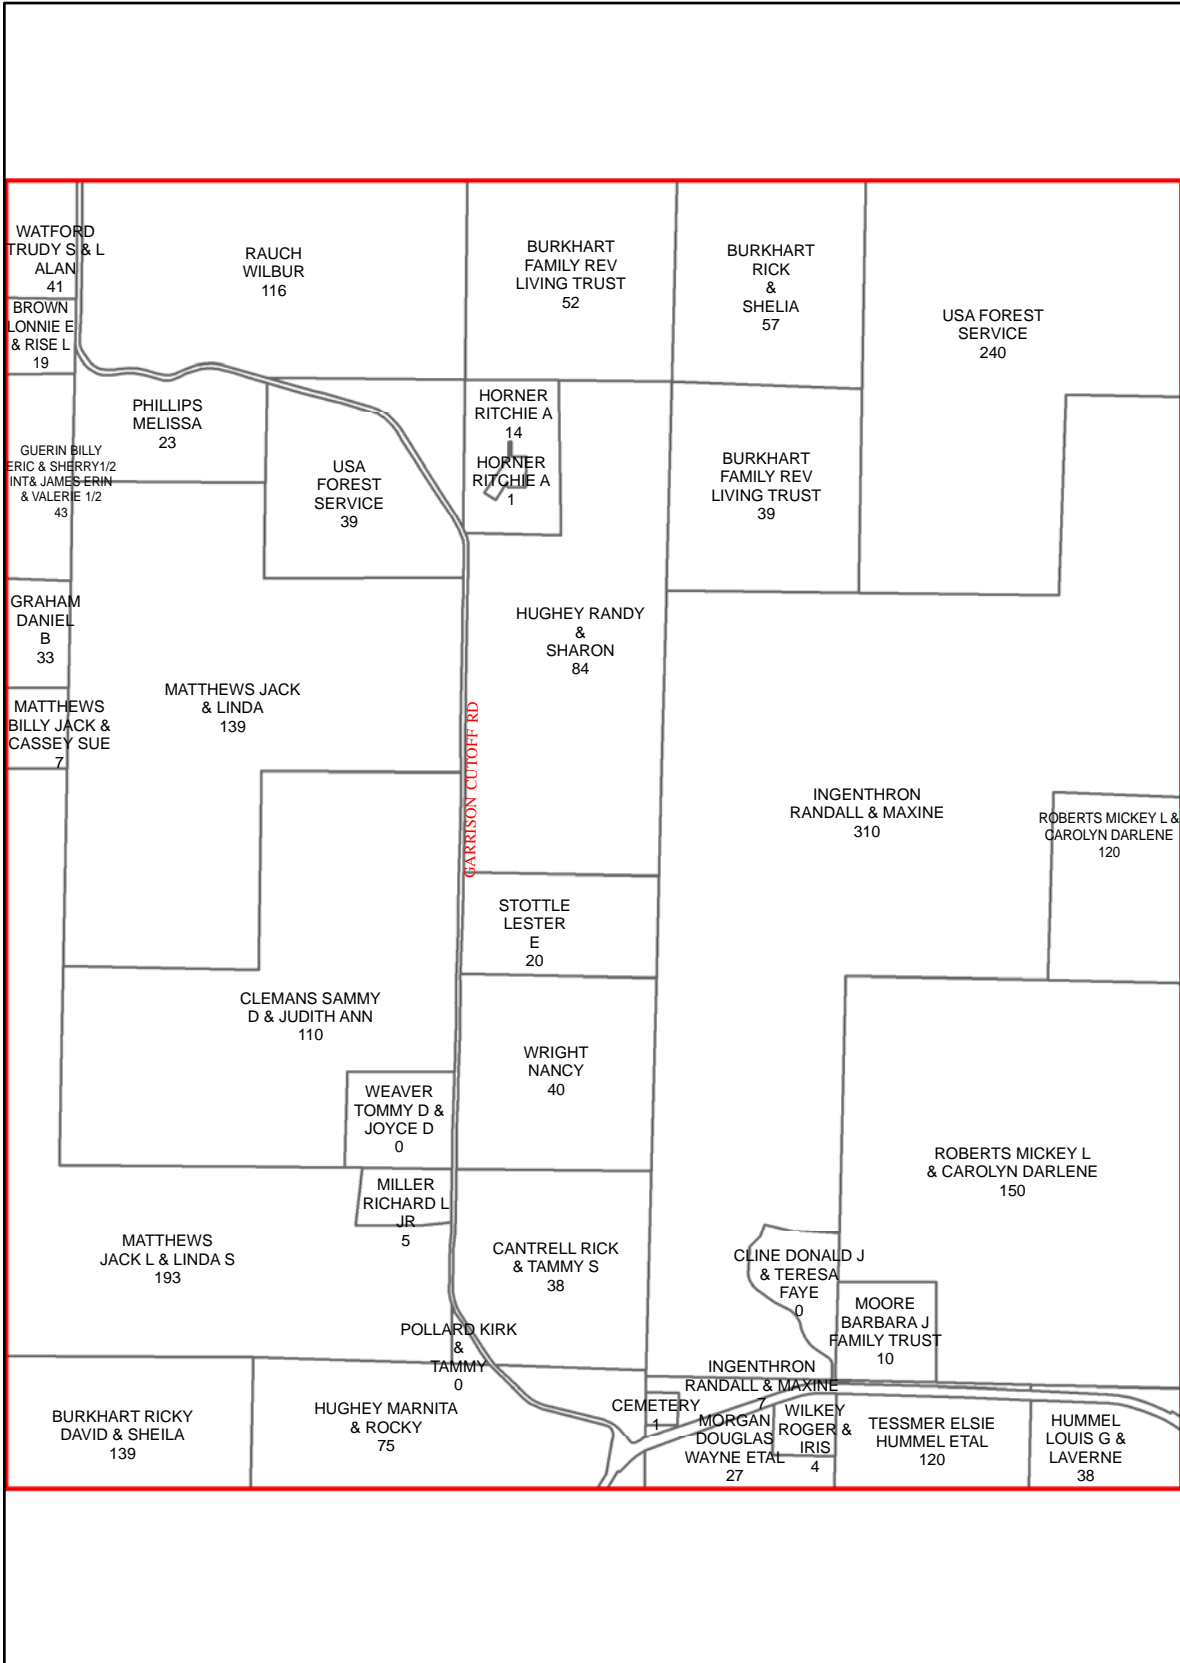 WATFORD
TRUDY S & L
ALAN
41
RAUCH
WILBUR
116
BURKHART
FAMILY REV
LIVING TRUST
52
BURKHART
RICK
&
SHELIA
57
USA FOREST
SERVICE
240
BROWN
LONNIE E
& RISE L
19
PHILLIPS
MELISSA
23
HORNER
RITCHIE A
14
HORNER
RITCHIE A
1
GUERIN BILLY
ERIC & SHERRY1/2
INT& JAMES ERIN
& VALERIE 1/2
43
USA
FOREST
SERVICE
39
BURKHART
FAMILY REV
LIVING TRUST
39
GRAHAM
DANIEL
B
33
HUGHEY RANDY
&
SHARON
84
MATTHEWS JACK
& LINDA
139
MATTHEWS
BILLY JACK &
CASSEY SUE
7
GARRISON CUTOFF RD
INGENTHRON
RANDALL & MAXINE
310
ROBERTS MICKEY L &
CAROLYN DARLENE
120
STOTTLE
LESTER
E
20
CLEMANS SAMMY
D & JUDITH ANN
110
WRIGHT
NANCY
40
WEAVER
TOMMY D &
JOYCE D
0
ROBERTS MICKEY L
& CAROLYN DARLENE
150
MILLER
RICHARD L
JR
5
MATTHEWS
JACK L & LINDA S
193
CANTRELL RICK
& TAMMY S
38
CLINE DONALD J
& TERESA
FAYE
0
MOORE
BARBARA J
FAMILY TRUST
10
POLLARD KIRK
&
TAMMY
0
INGENTHRON
RANDALL & MAXINE
7
BURKHART RICKY
DAVID & SHEILA
139
HUGHEY MARNITA
& ROCKY
75
CEMETERY
1
MORGAN
DOUGLAS
WAYNE ETAL
27
WILKEY
ROGER &
IRIS
4
TESSMER ELSIE
HUMMEL ETAL
120
HUMMEL
LOUIS G &
LAVERNE
38